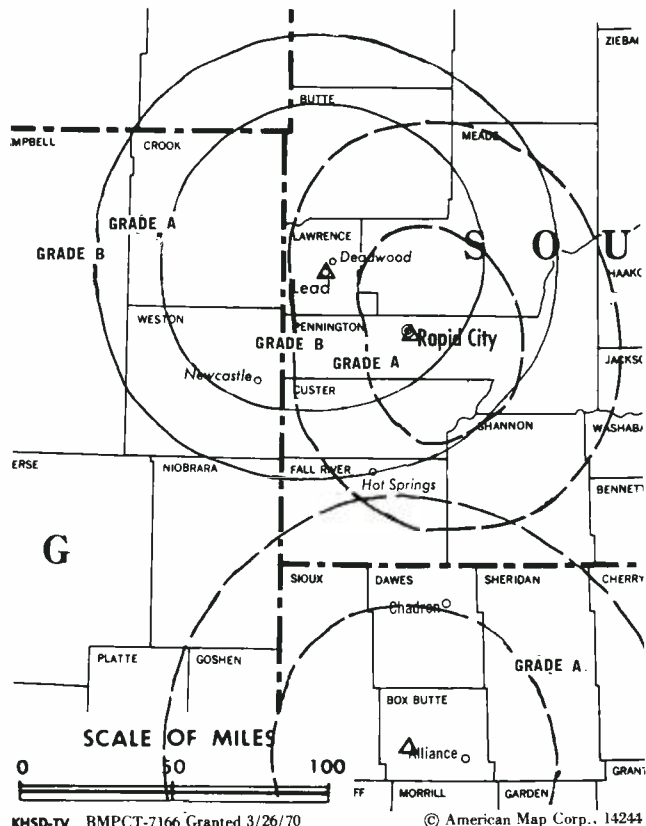 ZIEBA
BUTTE
MEADE
MPBELL
CROOK
GRADE A
GRADE B
LAWRENCE
Deadwood
S O U
HAAKO
Lead
WESTON
PENNINGTON
GRADE B
Ropid City
GRADE A
JACKSO
Newcastle
CUSTER
SHANNON
WASHABA
ERSE
NIOBRARA
FALL RIVER
Hot Springs
BENNET
G
SIOUX
DAWES
SHERIDAN
CHERRY
Chadron
PLATTE
GOSHEN
GRADE A
BOX BUTTE
SCALE OF MILES
Alliance
0 50 100
GRANT
FF
MORRILL
GARDEN
KHSD-TV BMPCT-7166 Granted 3/26/70
© American Map Corp., 14244